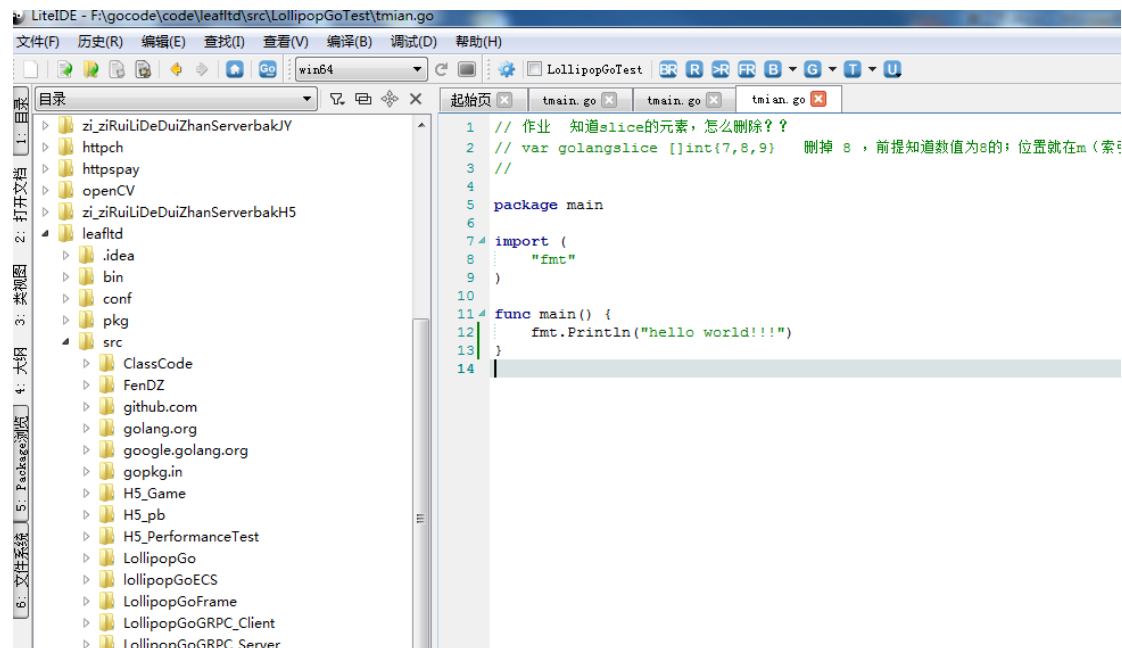 LiteIDE - F:\gocode\code\leafltd\src\LollipopGoTest\tmian.go
文件(F) 历史(R) 编辑(E) 查找(I) 查看(V) 编译(B) 调试(D) 帮助(H)
Go win64 LollipopGoTest BR R >R FR B G T U
目录
起始页 tmain.go tmain.go tmian.go
1: 目录
2: 打开文档
3: 类视图
4: 大纲
5: Package浏览
6: 文件系统
zi_ziRuiLiDeDuiZhanServerbakJY
httpch
httpspay
openCV
zi_ziRuiLiDeDuiZhanServerbakH5
leafltd
.idea
bin
conf
pkg
src
ClassCode
FenDZ
github.com
golang.org
google.golang.org
gopkg.in
H5_Game
H5_pb
H5_PerformanceTest
LollipopGo
lollipopGoECS
LollipopGoFrame
LollipopGoGRPC_Client
LollipopGoGRPC_Server
1 // 作业 知道slice的元素，怎么删除？？
2 // var golangslice []int{7,8,9} 删掉 8 ，前提知道数值为8的；位置就在m（索引
3 //
4
5 package main
6
7 import (
8 "fmt"
9 )
10
11 func main() {
12 fmt.Println("hello world!!!")
13 }
14